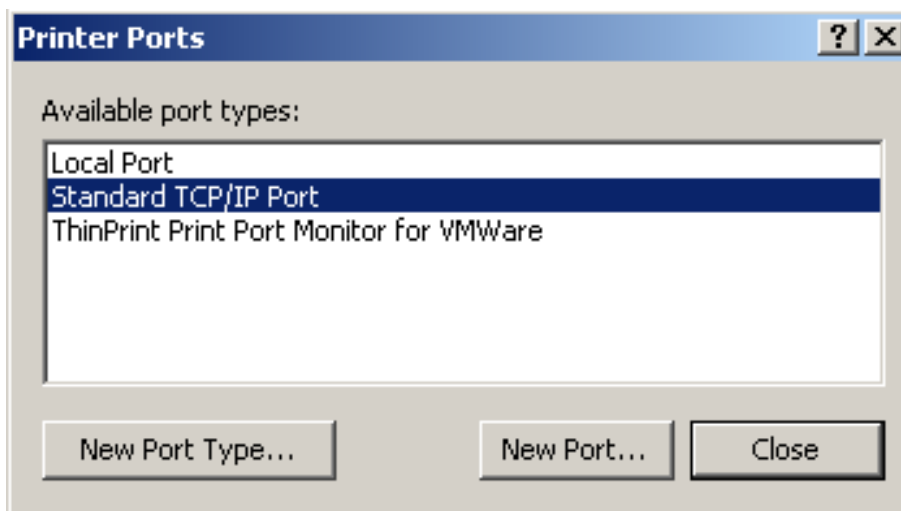 Printer Ports
Available port types:
Local Port
Standard TCP/IP Port
ThinPrint Print Port Monitor for VMWare
New Port Type... New Port... Close